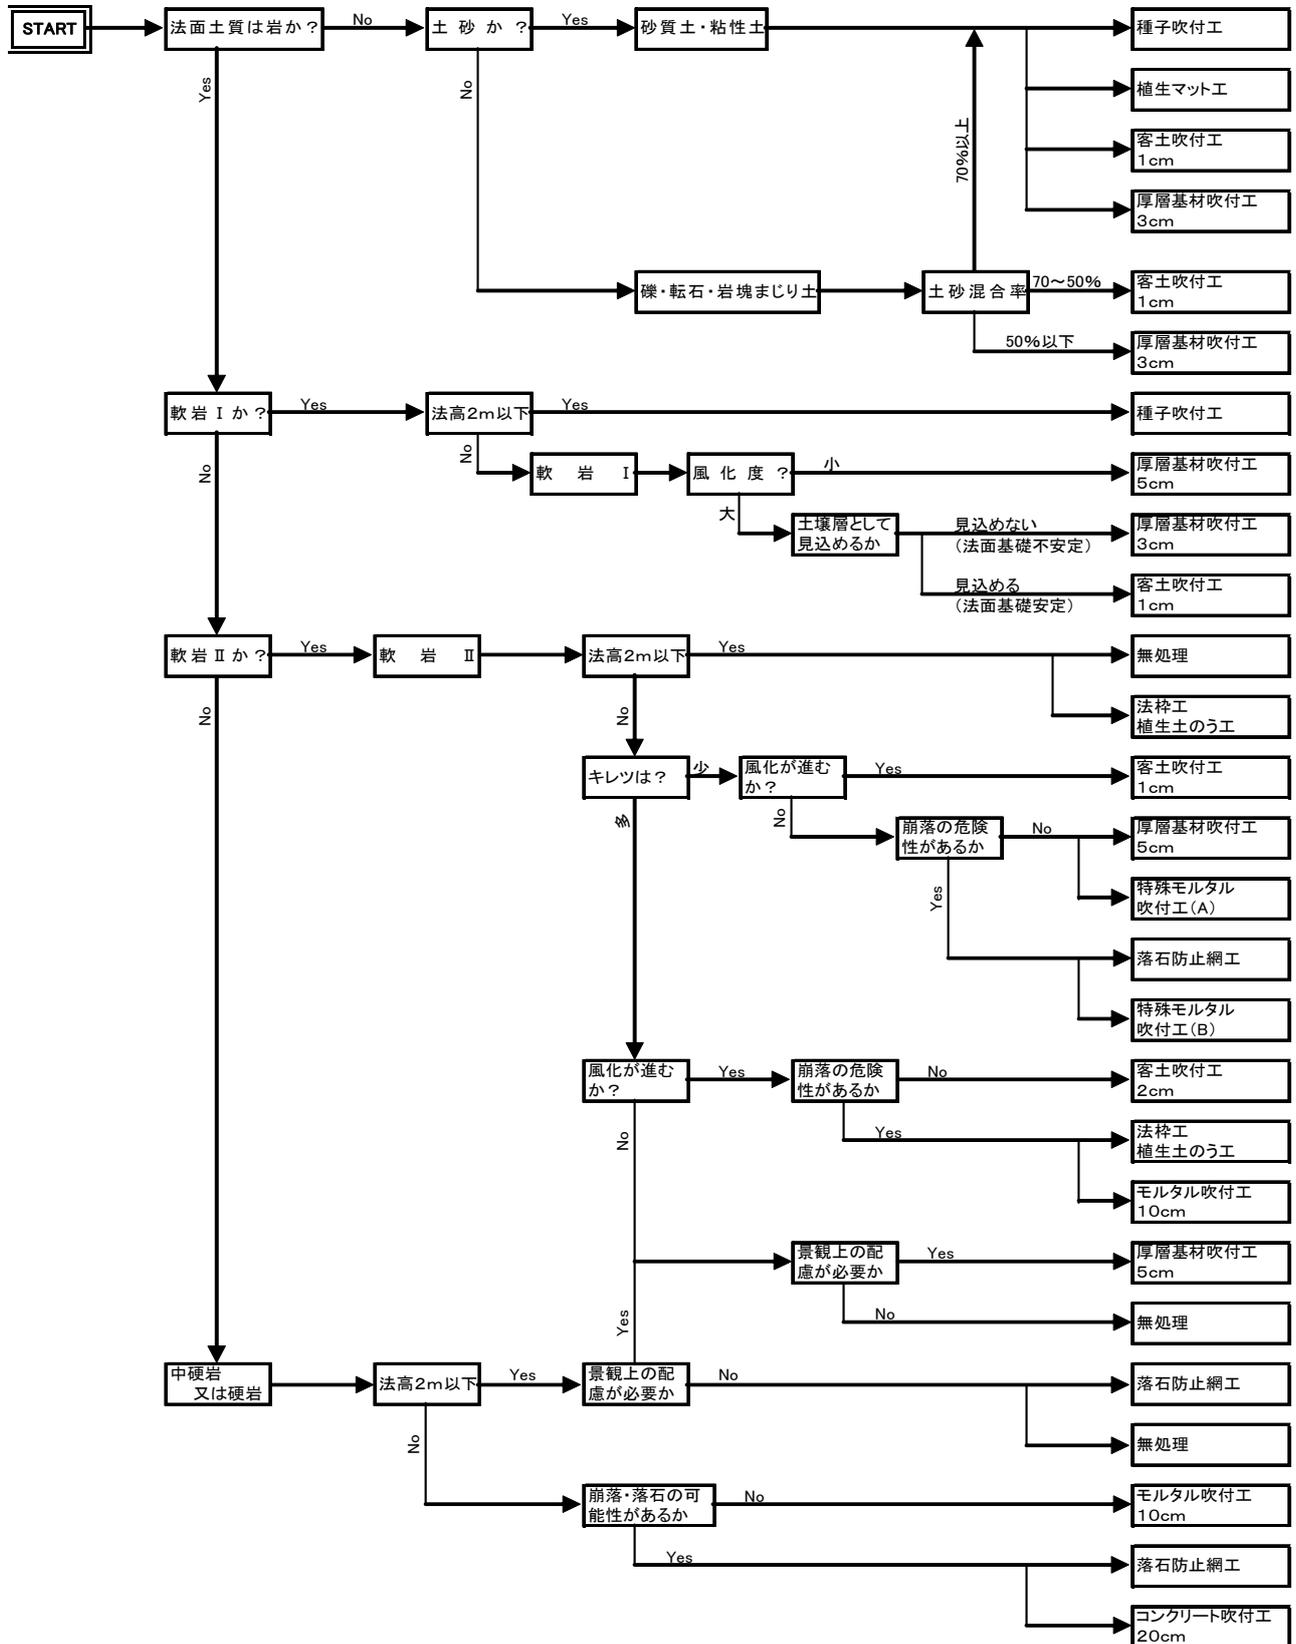 START
法面土質は岩か？
No
土 砂 か ？
Yes
砂質土・粘性土
種子吹付工
Yes
No
植生マット工
70%以上
客土吹付工
1cm
厚層基材吹付工
3cm
礫・転石・岩塊まじり土
土砂混合率
70～50%
客土吹付工
1cm
50%以下
厚層基材吹付工
3cm
軟岩Ⅰか？
Yes
法高2m以下
Yes
種子吹付工
No
No
軟 岩 Ⅰ
風 化 度 ？
小
厚層基材吹付工
5cm
大
土壌層として
見込めるか
見込めない
(法面基礎不安定)
厚層基材吹付工
3cm
見込める
(法面基礎安定)
客土吹付工
1cm
軟岩Ⅱか？
Yes
軟 岩 Ⅱ
法高2m以下
Yes
無処理
No
No
法枠工
植生土のう工
キレツは？
少
風化が進む
か？
Yes
客土吹付工
1cm
多
No
崩落の危険
性があるか
No
厚層基材吹付工
5cm
Yes
特殊モルタル
吹付工(A)
落石防止網工
特殊モルタル
吹付工(B)
風化が進む
か？
Yes
崩落の危険
性があるか
No
客土吹付工
2cm
No
Yes
法枠工
植生土のう工
モルタル吹付工
10cm
景観上の配
慮が必要か
Yes
厚層基材吹付工
5cm
Yes
No
無処理
中硬岩
又は硬岩
法高2m以下
Yes
景観上の配
慮が必要か
No
落石防止網工
No
無処理
崩落・落石の可
能性があるか
No
モルタル吹付工
10cm
Yes
落石防止網工
コンクリート吹付工
20cm